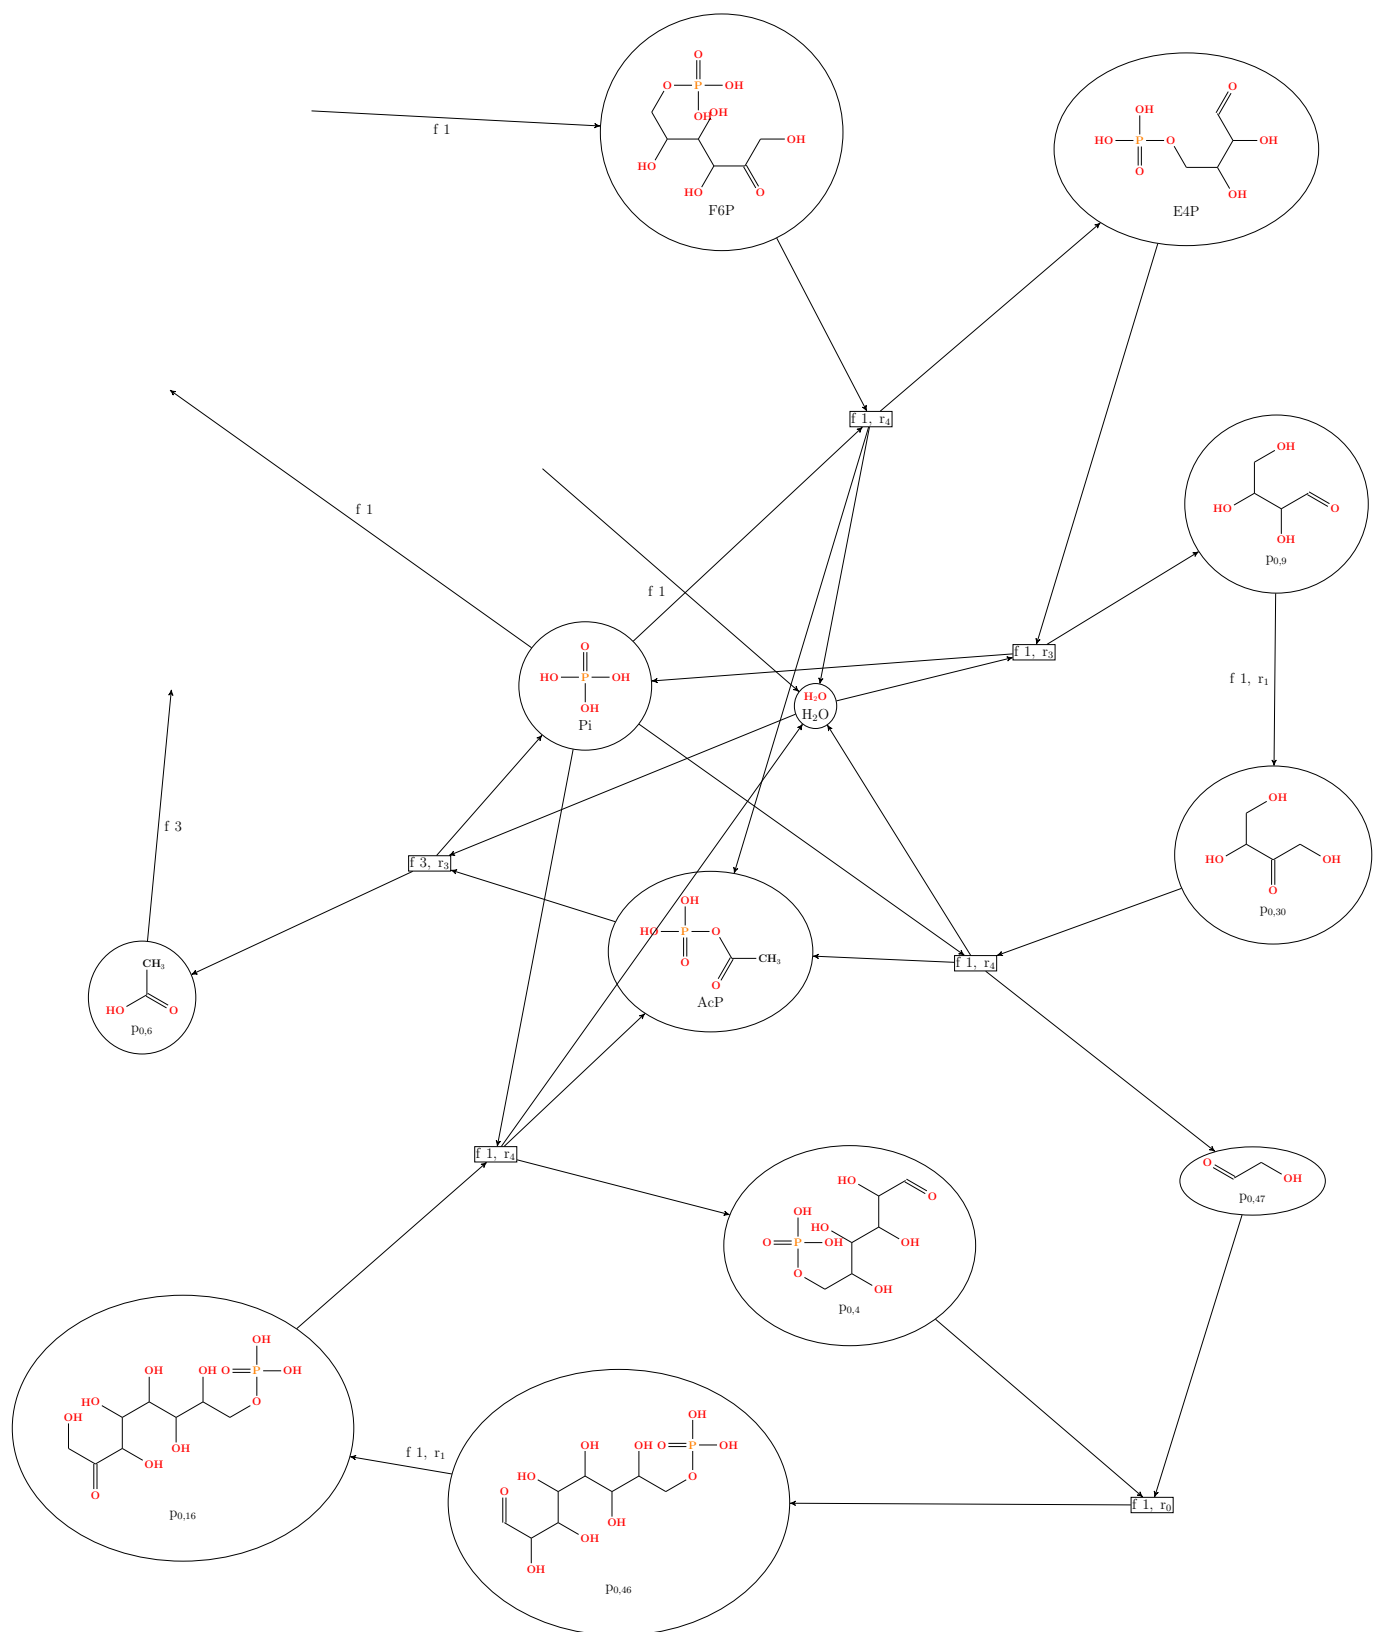 O
O P OH
OH OH
OH
HO
HO O
F6P
O
OH
HO P O OH
O
OH
E4P
f 1
f 1, r₄
OH
HO O
OH
p₀,₉
f 1
f 1
f 1, r₃
O
HO P OH
OH
Pi
H₂O
H₂O
f 1, r₁
OH
HO OH
O
p₀,₃₀
f 3
f 3, r₃
OH
HO P O
O CH₃
O
AcP
f 1, r₄
CH₃
HO O
p₀,₆
f 1, r₄
O
OH
p₀,₄₇
HO
O
OH
HO
O P OH OH
O
OH
p₀,₄
OH
OH OH O P OH
HO
OH O
OH
OH
O
p₀,₁₆
f 1, r₁
OH
OH OH O P OH
HO O
O
OH
OH
OH
p₀,₄₆
f 1, r₀